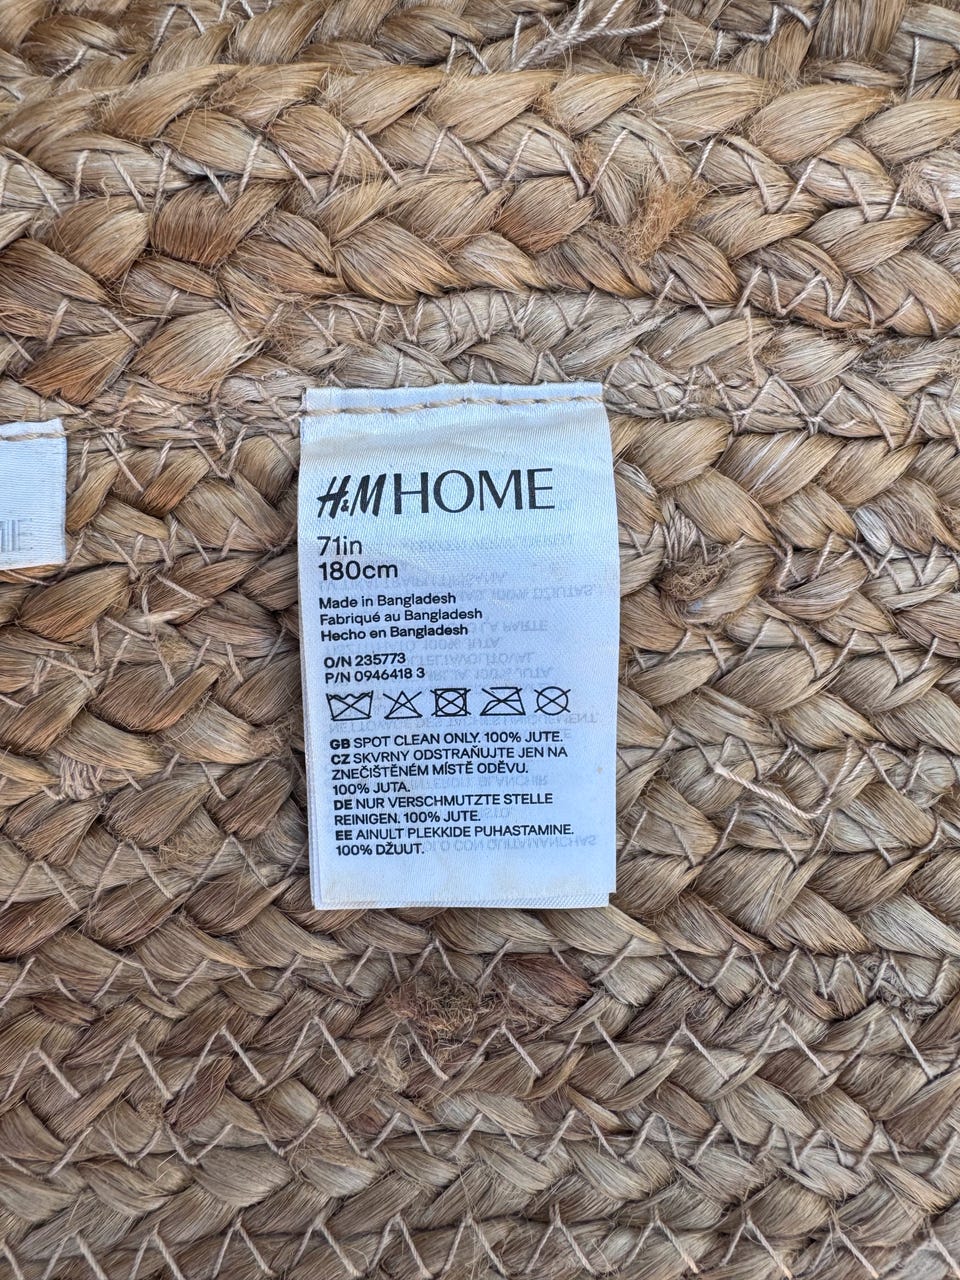 H&M HOME
71in
180cm
Made in Bangladesh
Fabriqué au Bangladesh
Hecho en Bangladesh
O/N 235773
P/N 0946418 3
GB SPOT CLEAN ONLY. 100% JUTE.
CZ SKVRNY ODSTRAŇUJTE JEN NA
ZNEČIŠTĚNÉM MÍSTĚ ODĚVU.
100% JUTA.
DE NUR VERSCHMUTZTE STELLE
REINIGEN. 100% JUTE.
EE AINULT PLEKKIDE PUHASTAMINE.
100% DŽUUT.